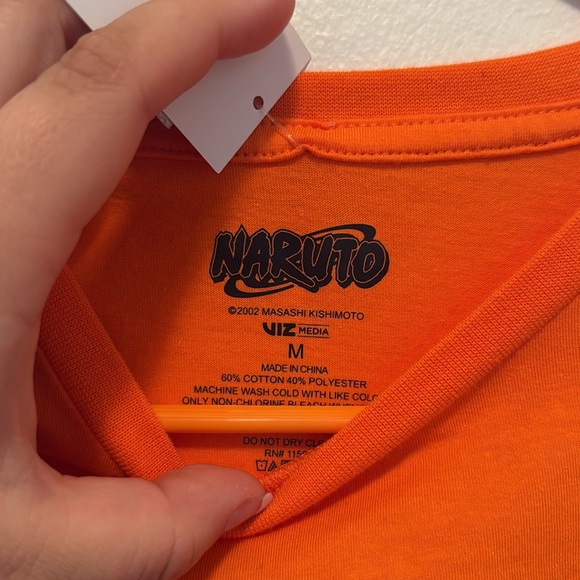 NARUTO
©2002 MASASHI KISHIMOTO
VIZ MEDIA
M
MADE IN CHINA
60% COTTON 40% POLYESTER
MACHINE WASH COLD WITH LIKE
ONLY NON-CHLORINE BLEACH
DO NOT DRY
RN#